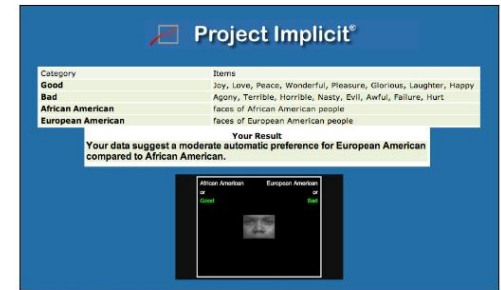 Project Implicit®
Category Items
Good Joy, Love, Peace, Wonderful, Pleasure, Glorious, Laughter, Happy
Bad Agony, Terrible, Horrible, Nasty, Evil, Awful, Failure, Hurt
African American faces of African American people
European American faces of European American people
Your Result
Your data suggest a moderate automatic preference for European American
compared to African American.
African American European American
or or
Good Bad